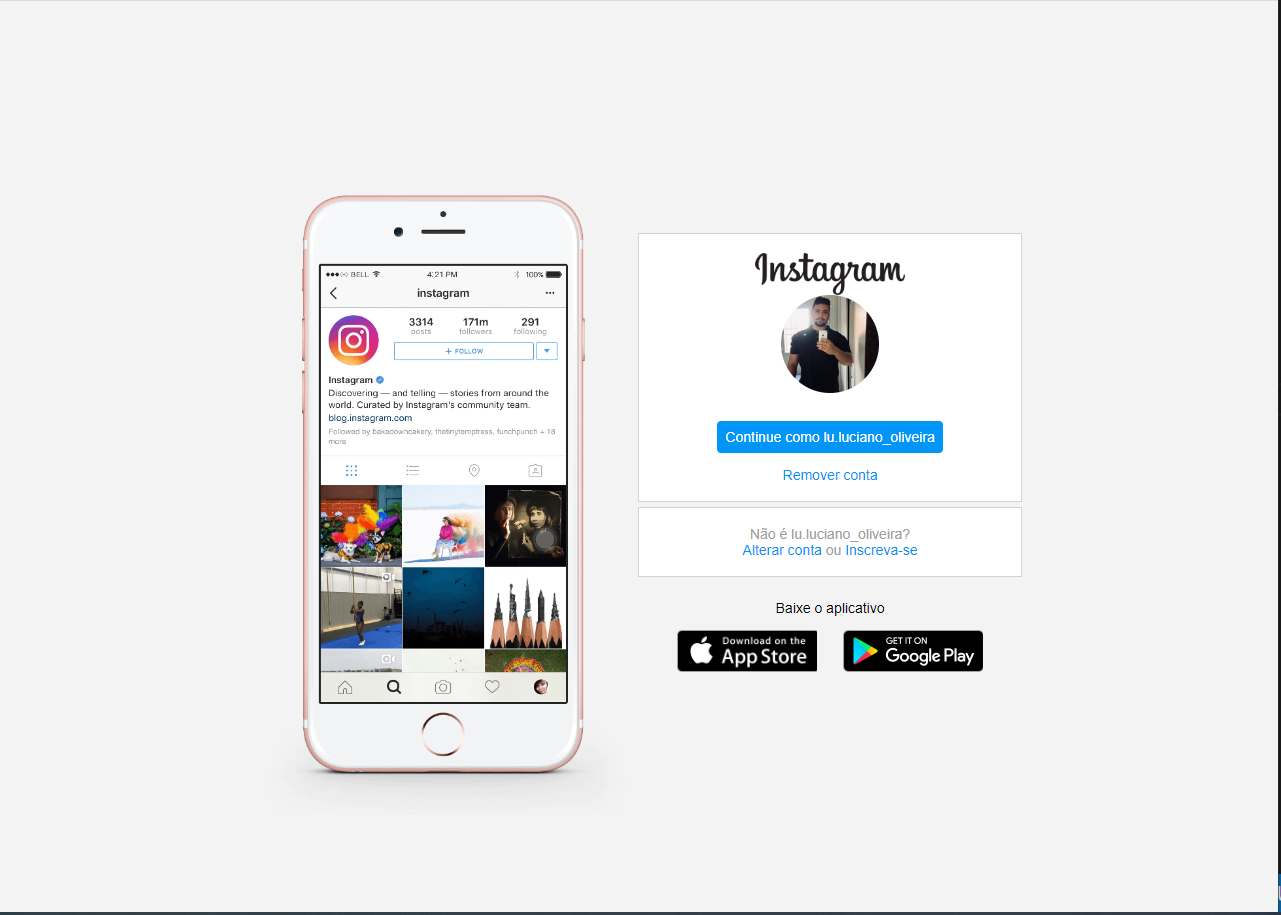 BELL 4:21 PM 100%
instagram
3314 171m 291
posts followers following
+ FOLLOW
Instagram
Discovering — and telling — stories from around the
world. Curated by Instagram's community team.
blog.instagram.com
Followed by bakedowncakery, thetinytemptress, funchpunch + 18
more
Instagram
Continue como lu.luciano_oliveira
Remover conta
Não é lu.luciano_oliveira?
Alterar conta ou Inscreva-se
Baixe o aplicativo
Download on the
App Store
GET IT ON
Google Play